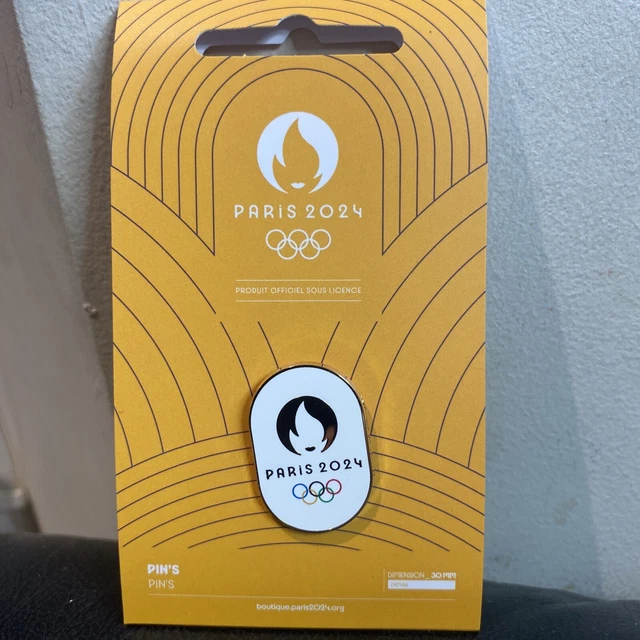 PARIS 2024
PRODUIT OFFICIEL SOUS LICENCE
PARIS 2024
PIN'S
PIN'S
DIMENSION _ 30 MM
boutique.paris2024.org